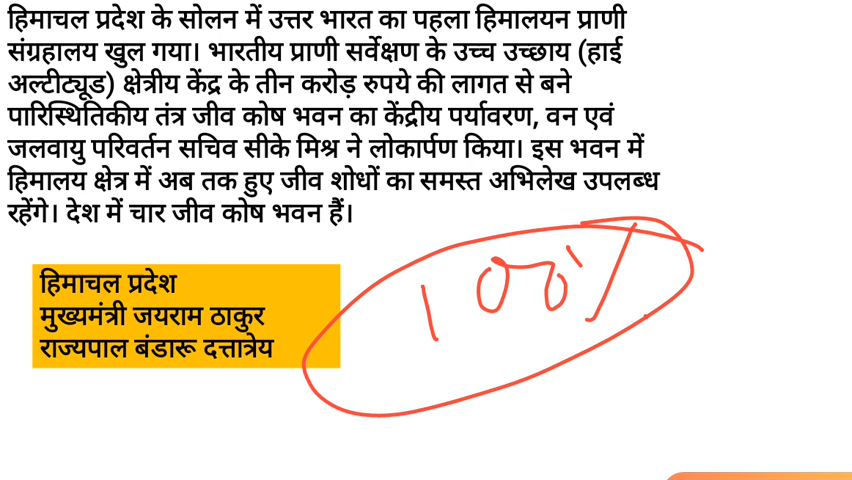 हिमाचल प्रदेश के सोलन में उत्तर भारत का पहला हिमालयन प्राणी
संग्रहालय खुल गया। भारतीय प्राणी सर्वेक्षण के उच्च उच्छाय (हाई
अल्टीट्यूड) क्षेत्रीय केंद्र के तीन करोड़ रुपये की लागत से बने
पारिस्थितिकीय तंत्र जीव कोष भवन का केंद्रीय पर्यावरण, वन एवं
जलवायु परिवर्तन सचिव सीके मिश्र ने लोकार्पण किया। इस भवन में
हिमालय क्षेत्र में अब तक हुए जीव शोधों का समस्त अभिलेख उपलब्ध
रहेंगे। देश में चार जीव कोष भवन हैं।
हिमाचल प्रदेश
मुख्यमंत्री जयराम ठाकुर
राज्यपाल बंडारू दत्तात्रेय
100%